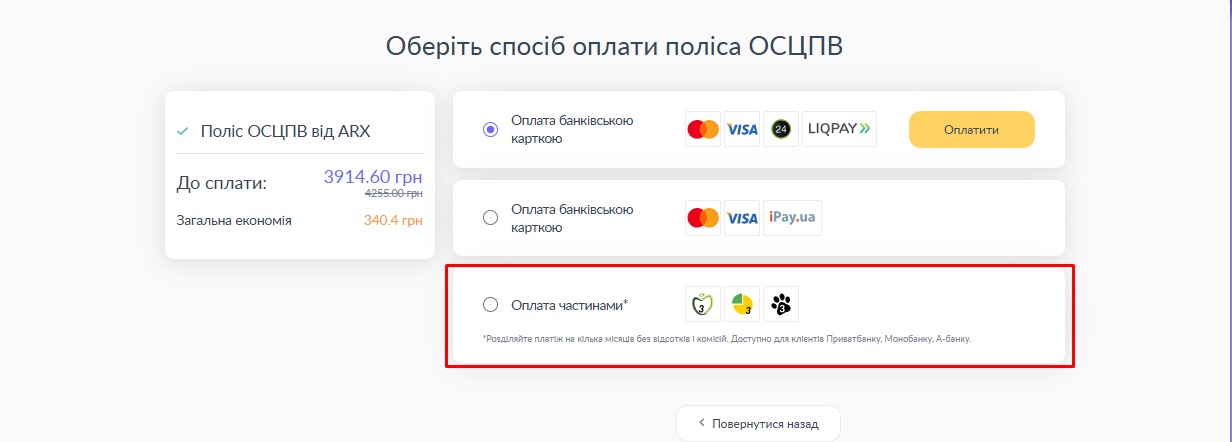 Оберіть спосіб оплати поліса ОСЦПВ
Поліс ОСЦПВ від ARX
До сплати:
3914.60 грн
4255.00 грн
Загальна економія
340.4 грн
Оплата банківською
карткою
VISA
24
LIQPAY
Оплатити
Оплата банківською
карткою
VISA
iPay.ua
Оплата частинами*
3
3
3
*Розділяйте платіж на кілька місяців без відсотків і комісій. Доступно для клієнтів Приватбанку, Монобанку, А-банку.
Повернутися назад